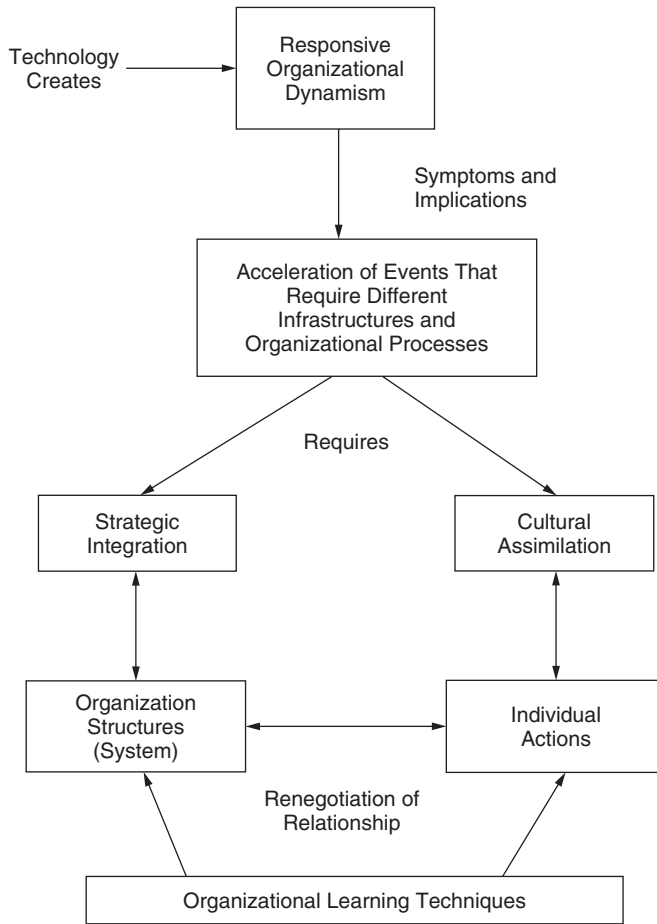 Technology
Creates
Responsive
Organizational
Dynamism
Symptoms and
Implications
Acceleration of Events That
Require Different
Infrastructures and
Organizational Processes
Requires
Strategic
Integration
Cultural
Assimilation
Organization
Structures
(System)
Individual
Actions
Renegotiation of
Relationship
Organizational Learning Techniques